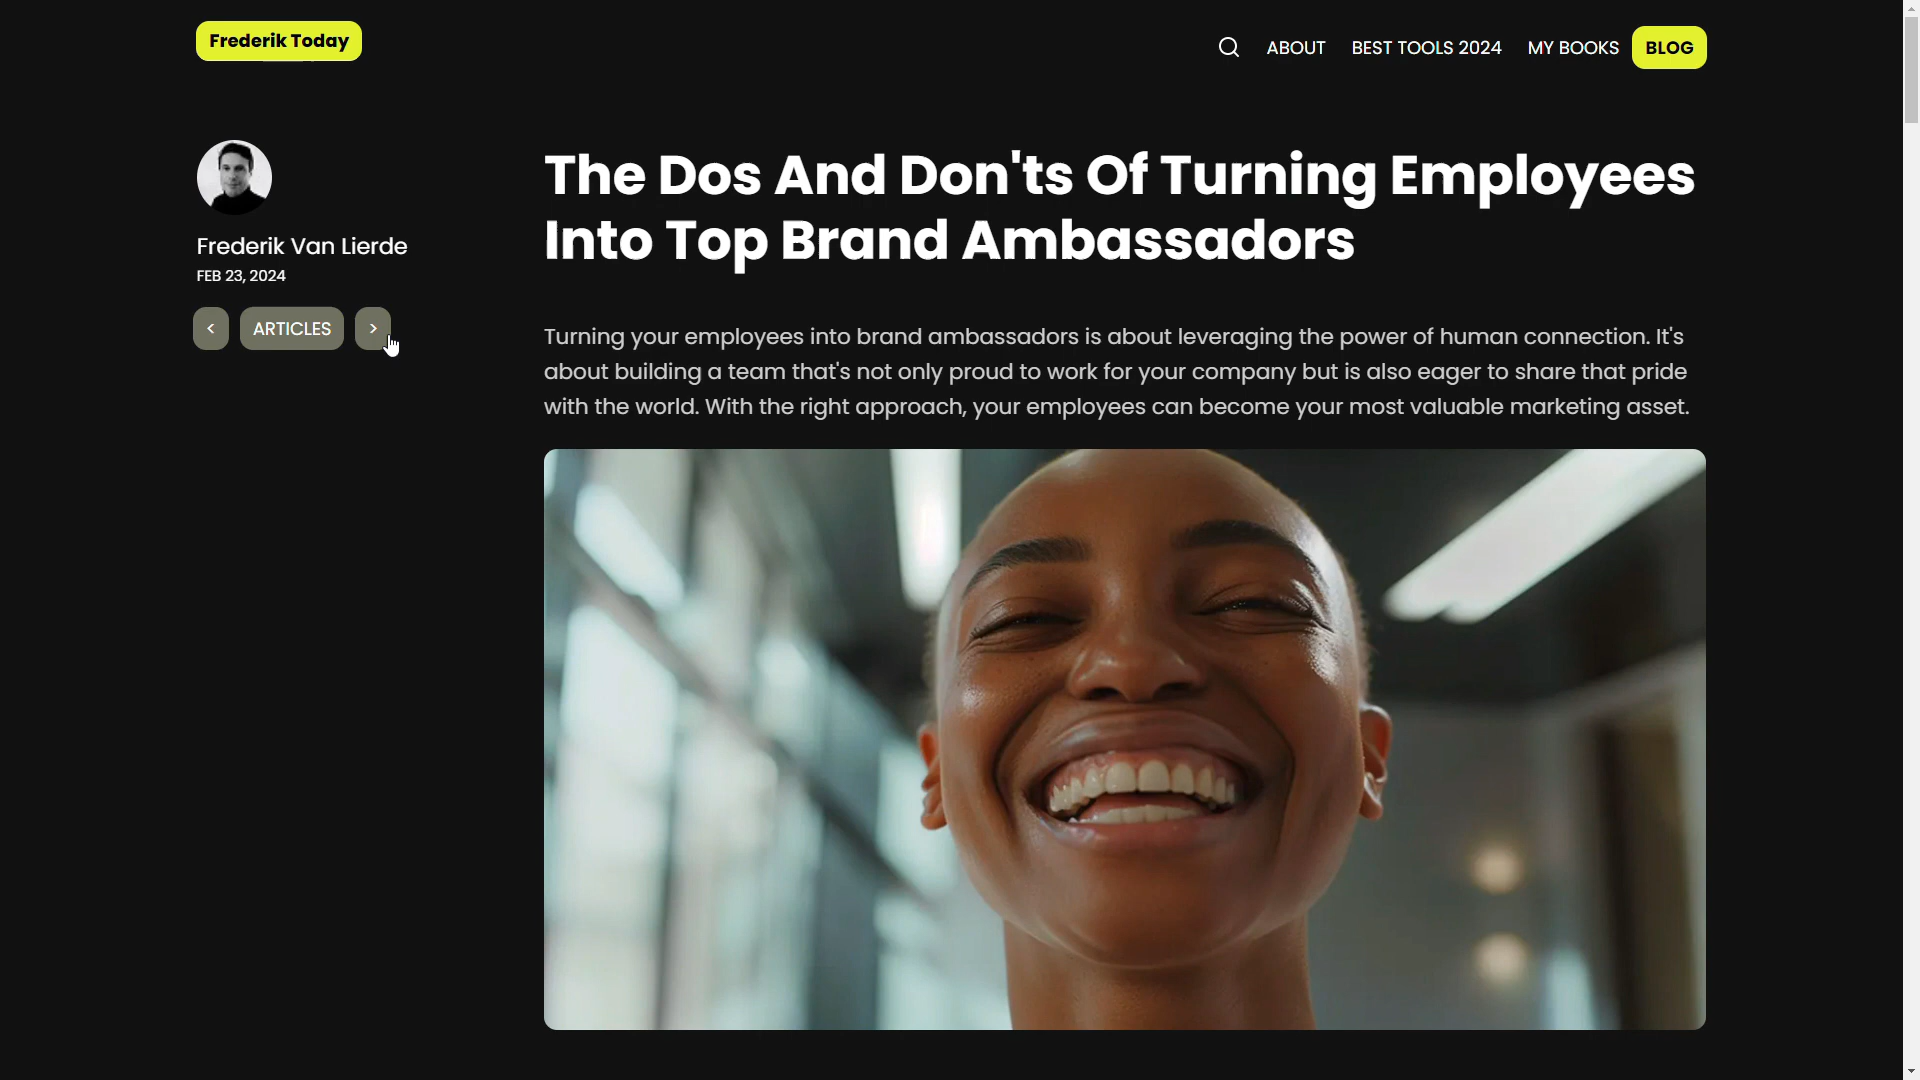 Frederik Today
ABOUT
BEST TOOLS 2024
MY BOOKS
BLOG
Frederik Van Lierde
FEB 23, 2024
<
ARTICLES
>
The Dos And Don'ts Of Turning Employees
Into Top Brand Ambassadors
Turning your employees into brand ambassadors is about leveraging the power of human connection. It's
about building a team that's not only proud to work for your company but is also eager to share that pride
with the world. With the right approach, your employees can become your most valuable marketing asset.